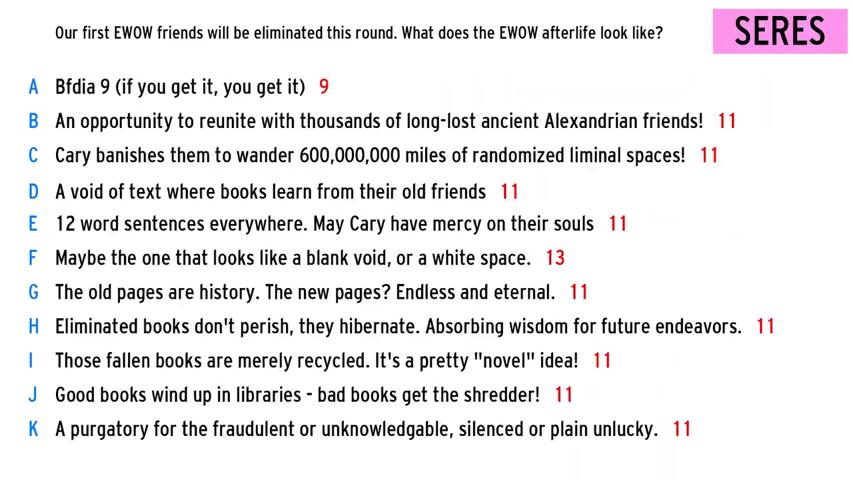 Our first EWOW friends will be eliminated this round. What does the EWOW afterlife look like?
SERES
A Bfdia 9 (if you get it, you get it) 9
B An opportunity to reunite with thousands of long-lost ancient Alexandrian friends! 11
C Cary banishes them to wander 600,000,000 miles of randomized liminal spaces! 11
D A void of text where books learn from their old friends 11
E 12 word sentences everywhere. May Cary have mercy on their souls 11
F Maybe the one that looks like a blank void, or a white space. 13
G The old pages are history. The new pages? Endless and eternal. 11
H Eliminated books don't perish, they hibernate. Absorbing wisdom for future endeavors. 11
I Those fallen books are merely recycled. It's a pretty "novel" idea! 11
J Good books wind up in libraries - bad books get the shredder! 11
K A purgatory for the fraudulent or unknowledgable, silenced or plain unlucky. 11